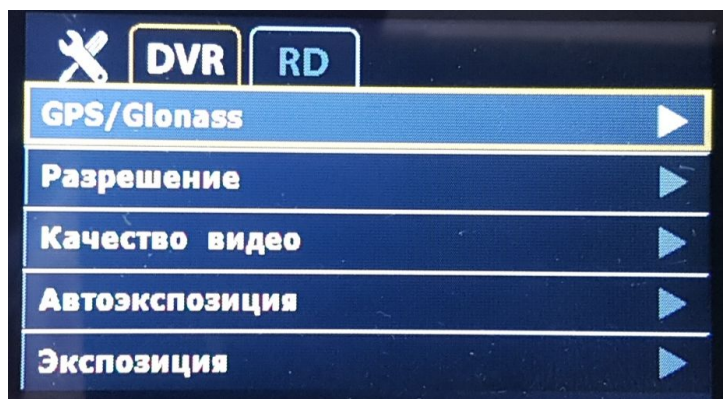 DVR RD
GPS/Glonass
Разрешение
Качество видео
Автоэкспозиция
Экспозиция